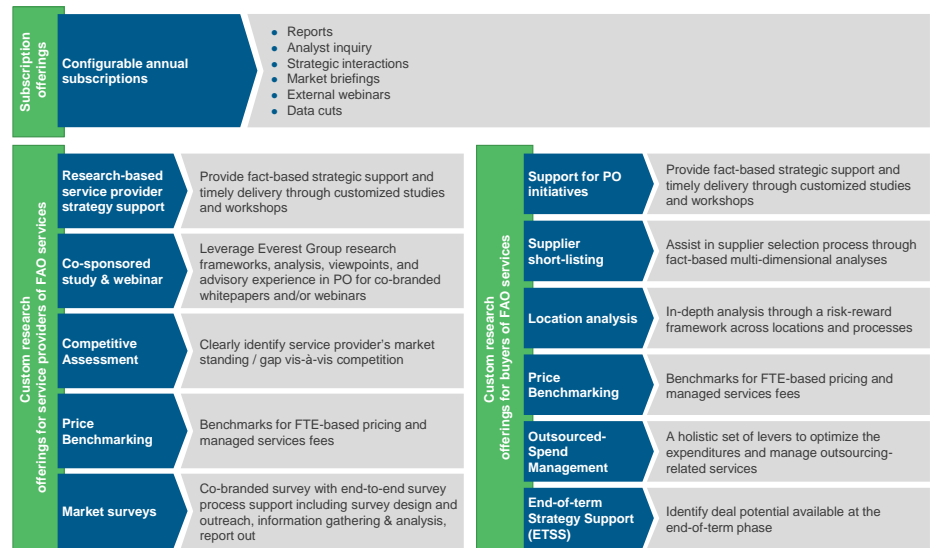 Subscription
offerings
Configurable annual
subscriptions
● Reports
● Analyst inquiry
● Strategic interactions
● Market briefings
● External webinars
● Data cuts
Custom research
offerings for service providers of FAO services
Research-based
service provider
strategy support
Provide fact-based strategic support and
timely delivery through customized studies
and workshops
Co-sponsored
study & webinar
Leverage Everest Group research
frameworks, analysis, viewpoints, and
advisory experience in PO for co-branded
whitepapers and/or webinars
Competitive
Assessment
Clearly identify service provider's market
standing / gap vis-à-vis competition
Price
Benchmarking
Benchmarks for FTE-based pricing and
managed services fees
Market surveys
Co-branded survey with end-to-end survey
process support including survey design and
outreach, information gathering & analysis,
report out
Custom research
offerings for buyers of FAO services
Support for PO
initiatives
Provide fact-based strategic support and
timely delivery through customized studies
and workshops
Supplier
short-listing
Assist in supplier selection process through
fact-based multi-dimensional analyses
Location analysis
In-depth analysis through a risk-reward
framework across locations and processes
Price
Benchmarking
Benchmarks for FTE-based pricing and
managed services fees
Outsourced-
Spend
Management
A holistic set of levers to optimize the
expenditures and manage outsourcing-
related services
End-of-term
Strategy Support
(ETSS)
Identify deal potential available at the
end-of-term phase